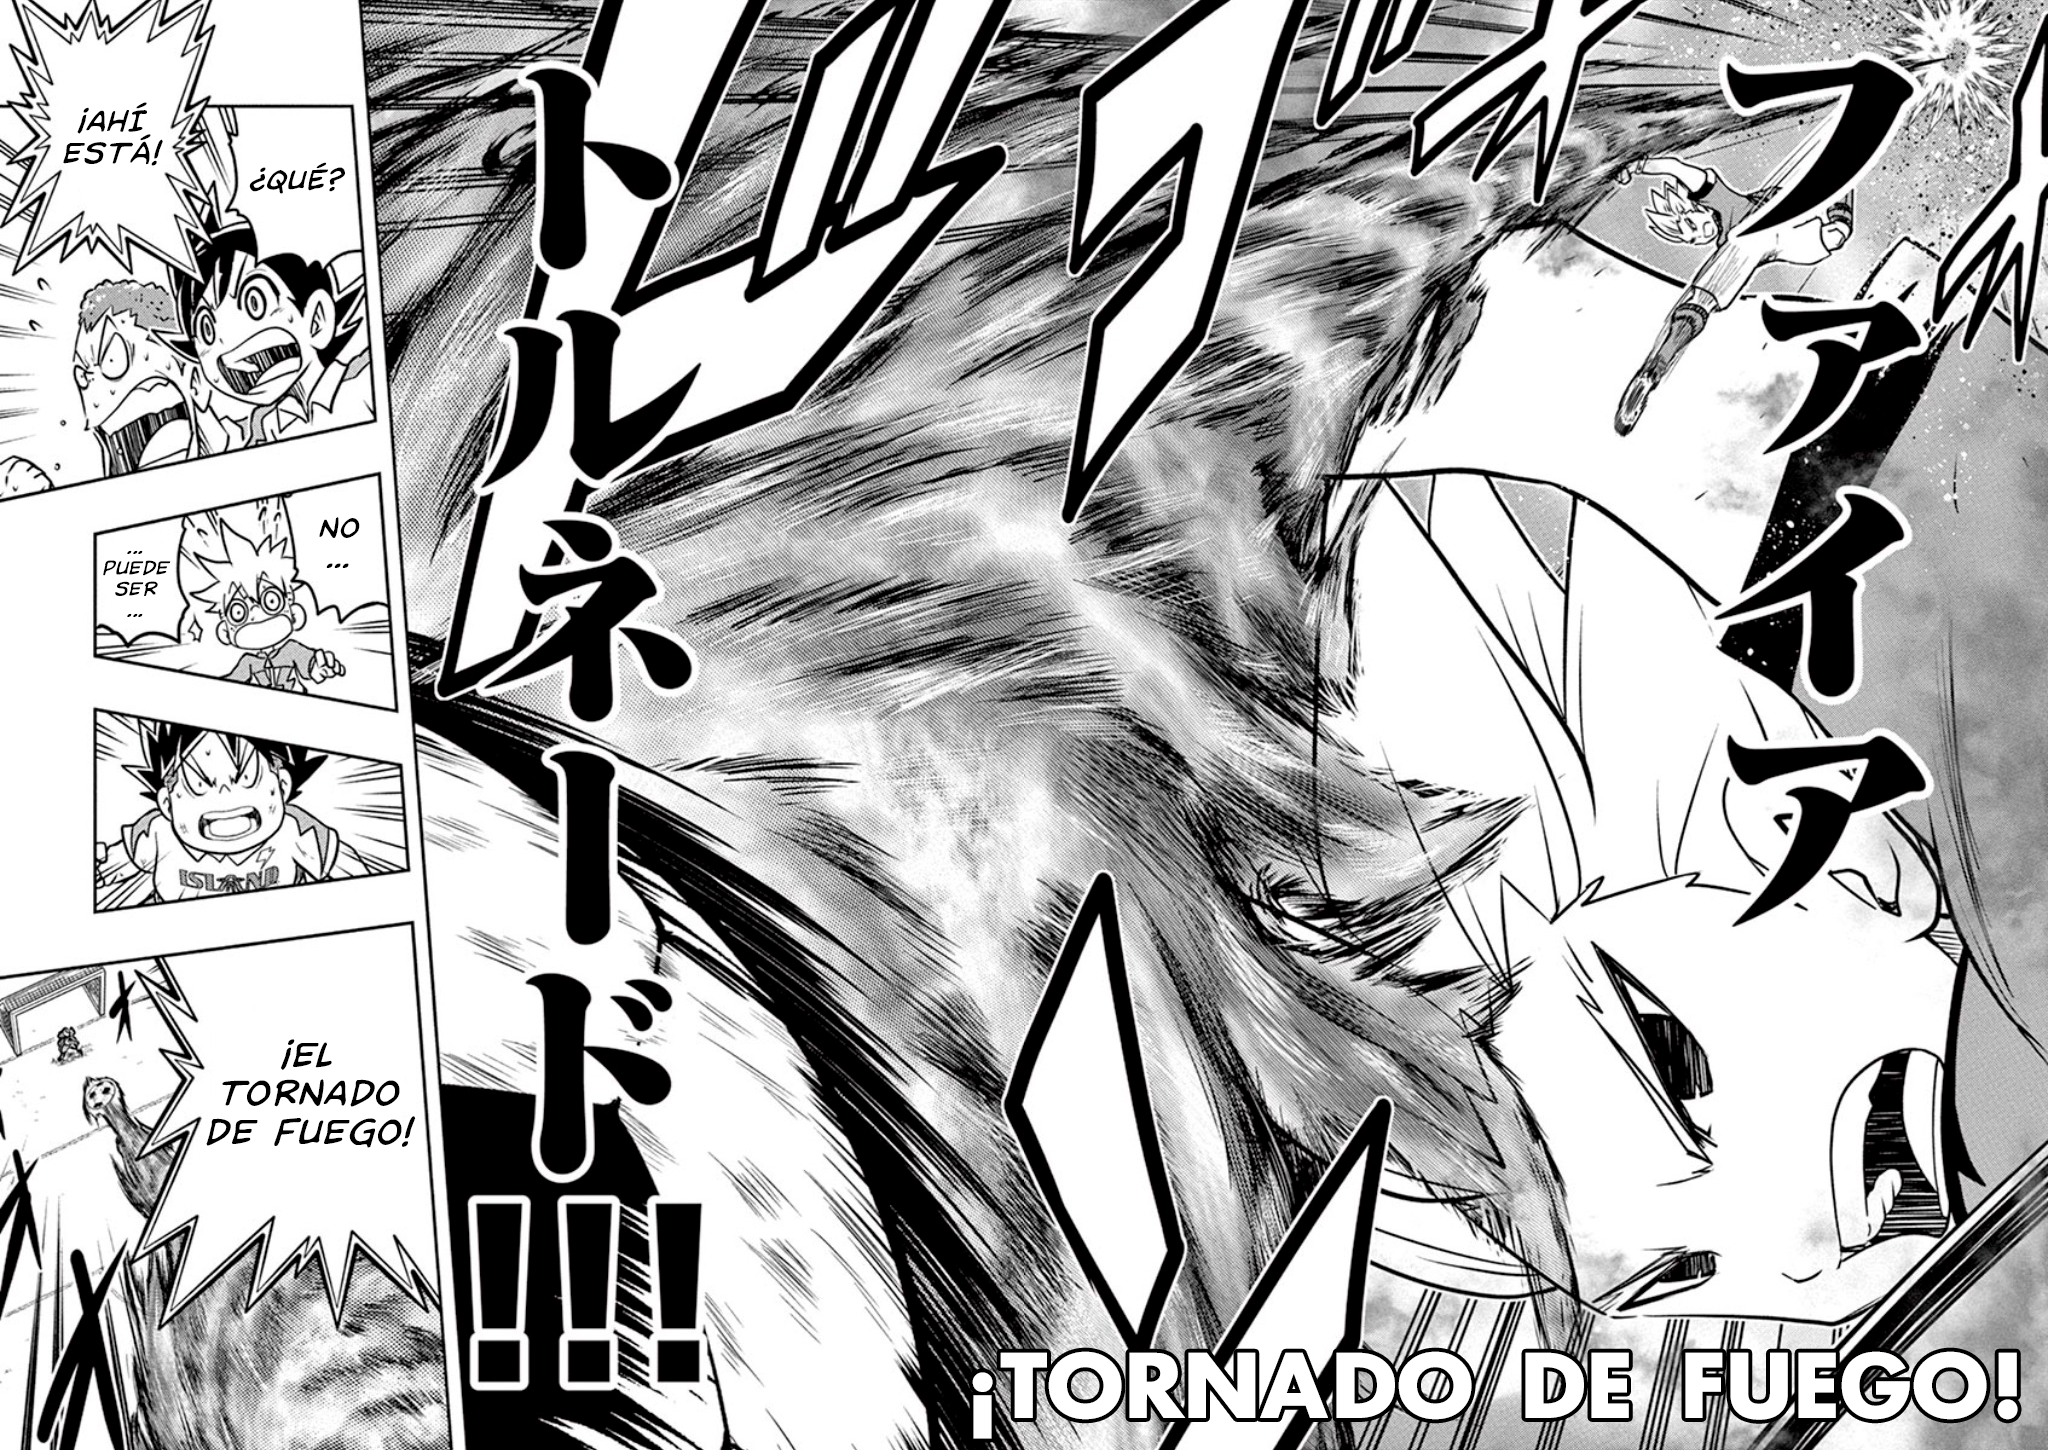 ファイア
トルネード!!!
¡TORNADO DE FUEGO!
¿QUÉ?
¡AHÍ
ESTÁ!
NO
...
...
PUEDE
SER
...
ISLAND
¡EL
TORNADO
DE FUEGO!